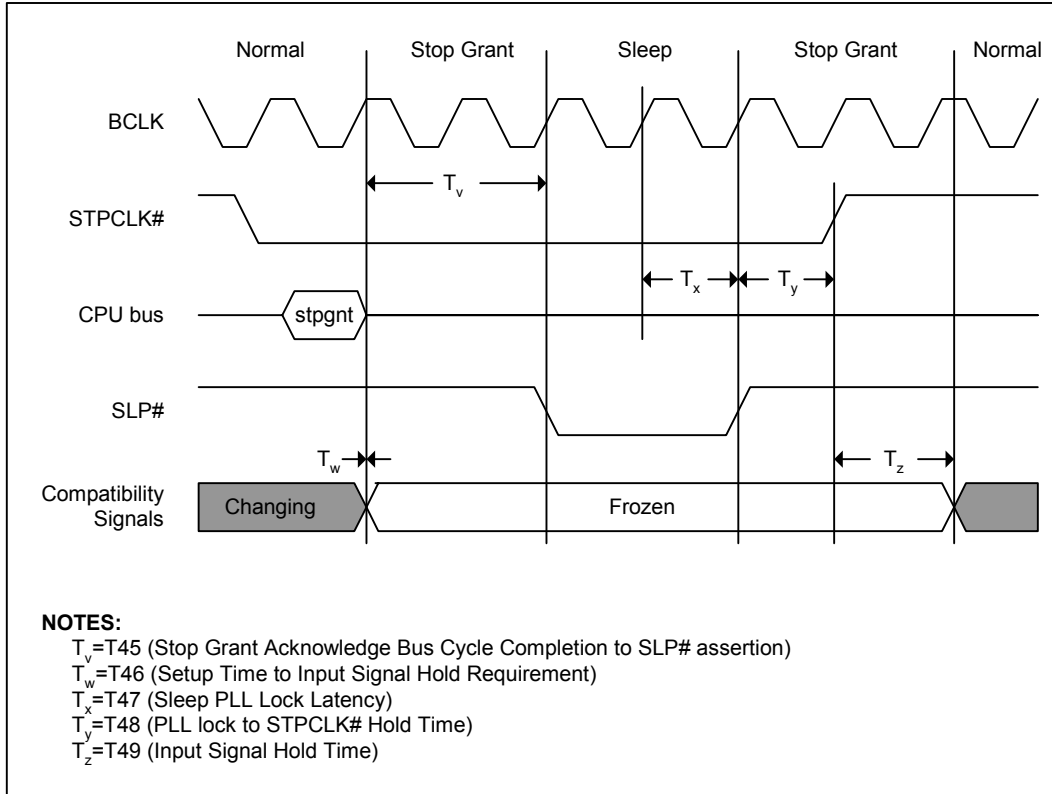 Normal Stop Grant Sleep Stop Grant Normal
BCLK
Tv
STPCLK#
Tx Ty
CPU bus stpgnt
SLP#
Tw Tz
Compatibility Signals Changing Frozen
NOTES:
Tv=T45 (Stop Grant Acknowledge Bus Cycle Completion to SLP# assertion)
Tw=T46 (Setup Time to Input Signal Hold Requirement)
Tx=T47 (Sleep PLL Lock Latency)
Ty=T48 (PLL lock to STPCLK# Hold Time)
Tz=T49 (Input Signal Hold Time)